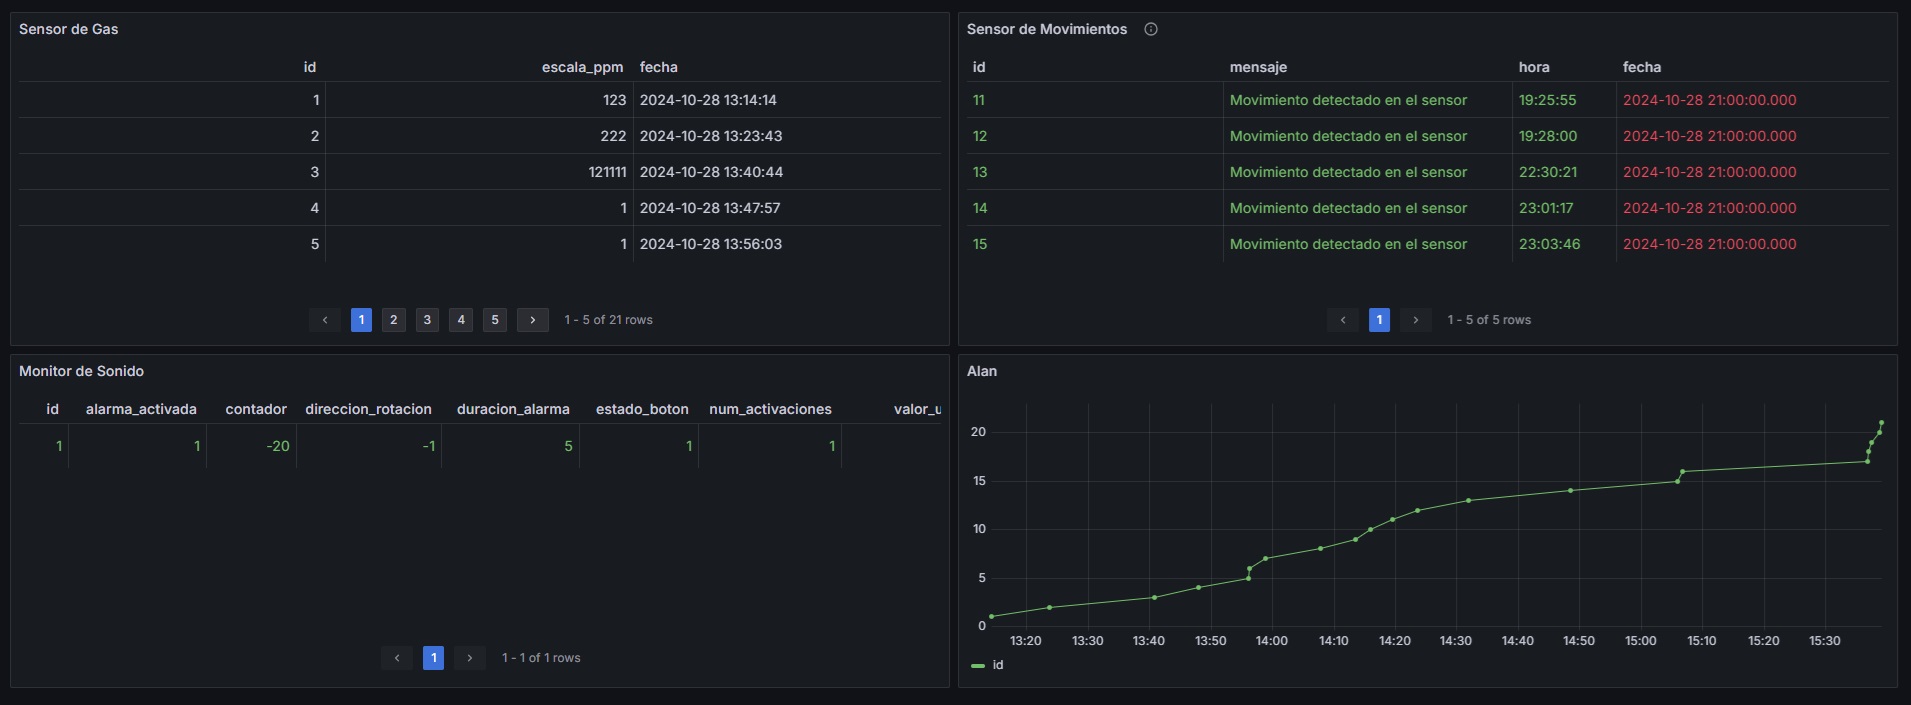 Sensor de Gas
id escala_ppm fecha
1 123 2024-10-28 13:14:14
2 222 2024-10-28 13:23:43
3 121111 2024-10-28 13:40:44
4 1 2024-10-28 13:47:57
5 1 2024-10-28 13:56:03
‹ 1 2 3 4 5 › 1 - 5 of 21 rows
Sensor de Movimientos
id mensaje hora fecha
11 Movimiento detectado en el sensor 19:25:55 2024-10-28 21:00:00.000
12 Movimiento detectado en el sensor 19:28:00 2024-10-28 21:00:00.000
13 Movimiento detectado en el sensor 22:30:21 2024-10-28 21:00:00.000
14 Movimiento detectado en el sensor 23:01:17 2024-10-28 21:00:00.000
15 Movimiento detectado en el sensor 23:03:46 2024-10-28 21:00:00.000
‹ 1 › 1 - 5 of 5 rows
Monitor de Sonido
id alarma_activada contador direccion_rotacion duracion_alarma estado_boton num_activaciones valor_u
1 1 -20 -1 5 1 1
‹ 1 › 1 - 1 of 1 rows
Alan
20
15
10
5
0
13:20 13:30 13:40 13:50 14:00 14:10 14:20 14:30 14:40 14:50 15:00 15:10 15:20 15:30
id